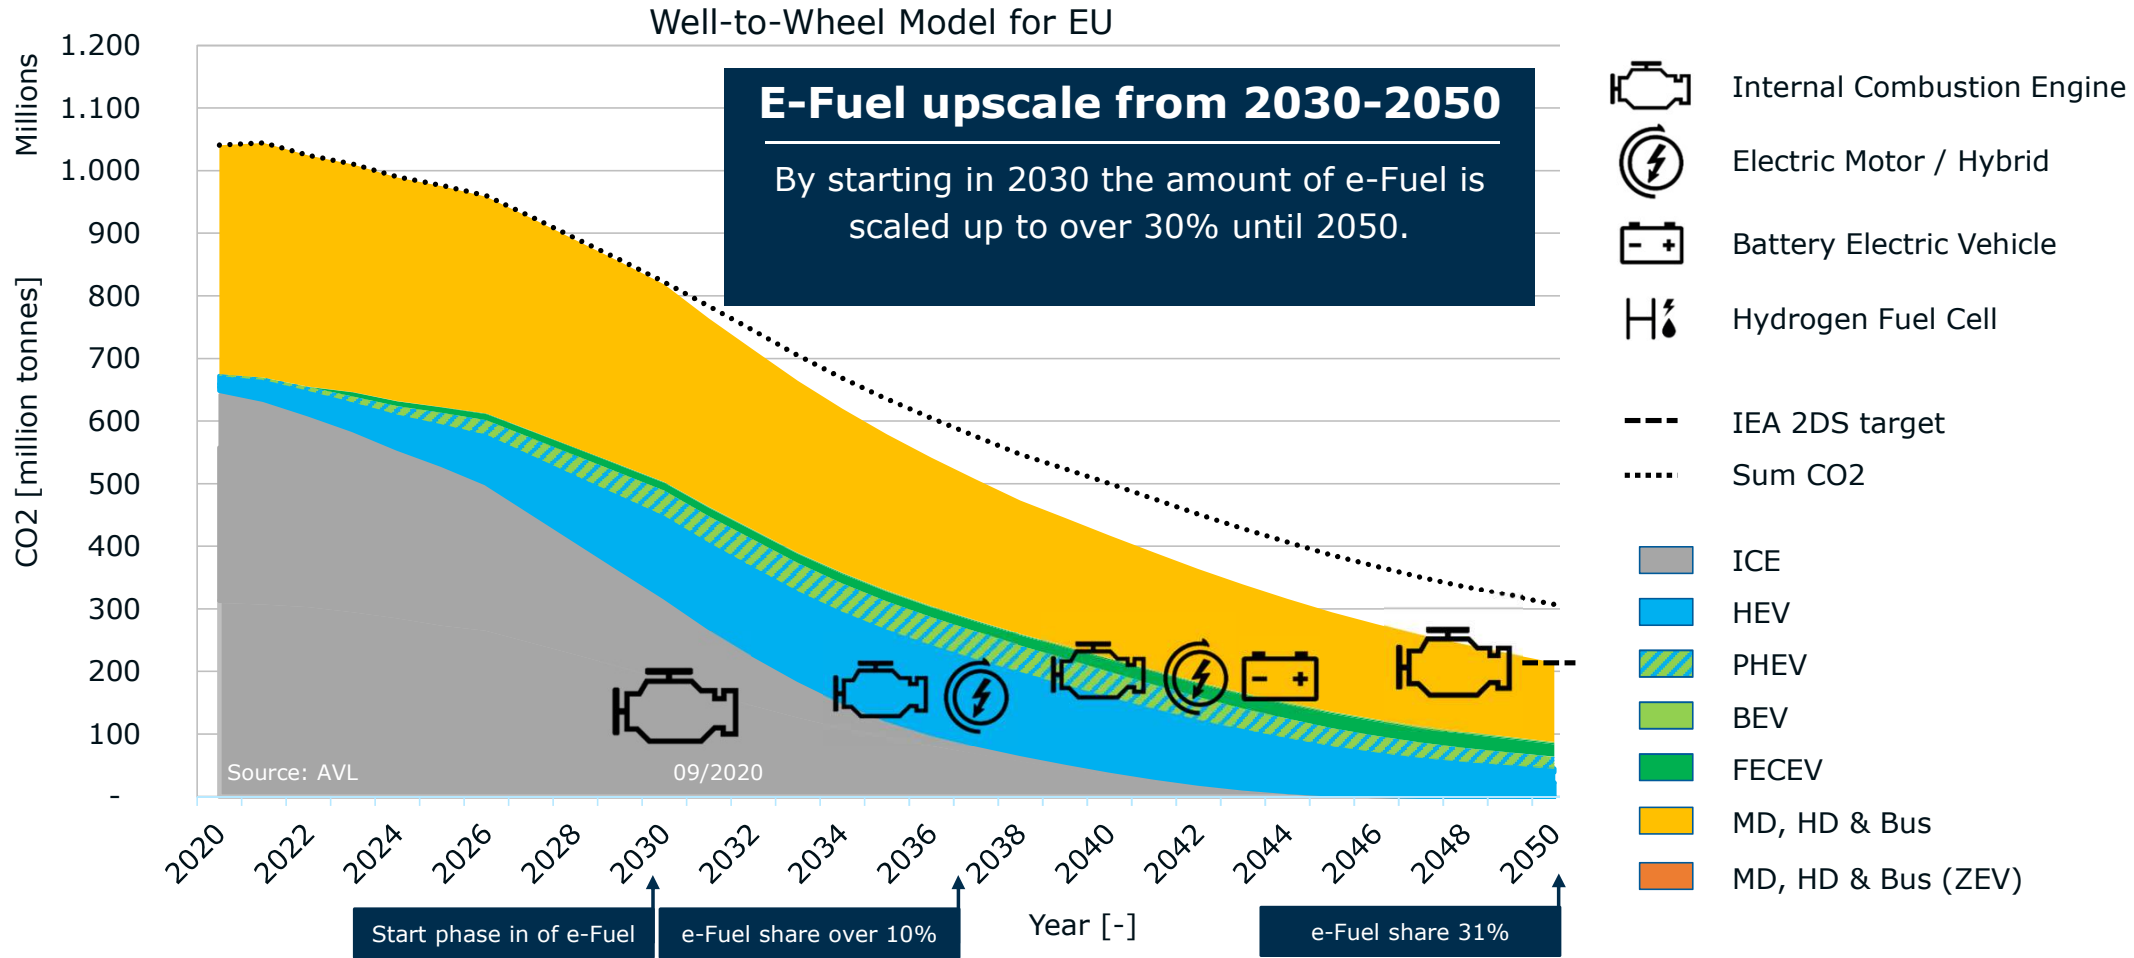 Well-to-Wheel Model for EU
Millions
CO2 [million tonnes]
1.200
1.100
1.000
900
800
700
600
500
400
300
200
100
-
E-Fuel upscale from 2030-2050
By starting in 2030 the amount of e-Fuel is
scaled up to over 30% until 2050.
Source: AVL
09/2020
2020
2022
2024
2026
2028
2030
2032
2034
2036
2038
2040
2042
2044
2046
2048
2050
Year [-]
Start phase in of e-Fuel
e-Fuel share over 10%
e-Fuel share 31%
Internal Combustion Engine
Electric Motor / Hybrid
Battery Electric Vehicle
H
Hydrogen Fuel Cell
IEA 2DS target
Sum CO2
ICE
HEV
PHEV
BEV
FECEV
MD, HD & Bus
MD, HD & Bus (ZEV)